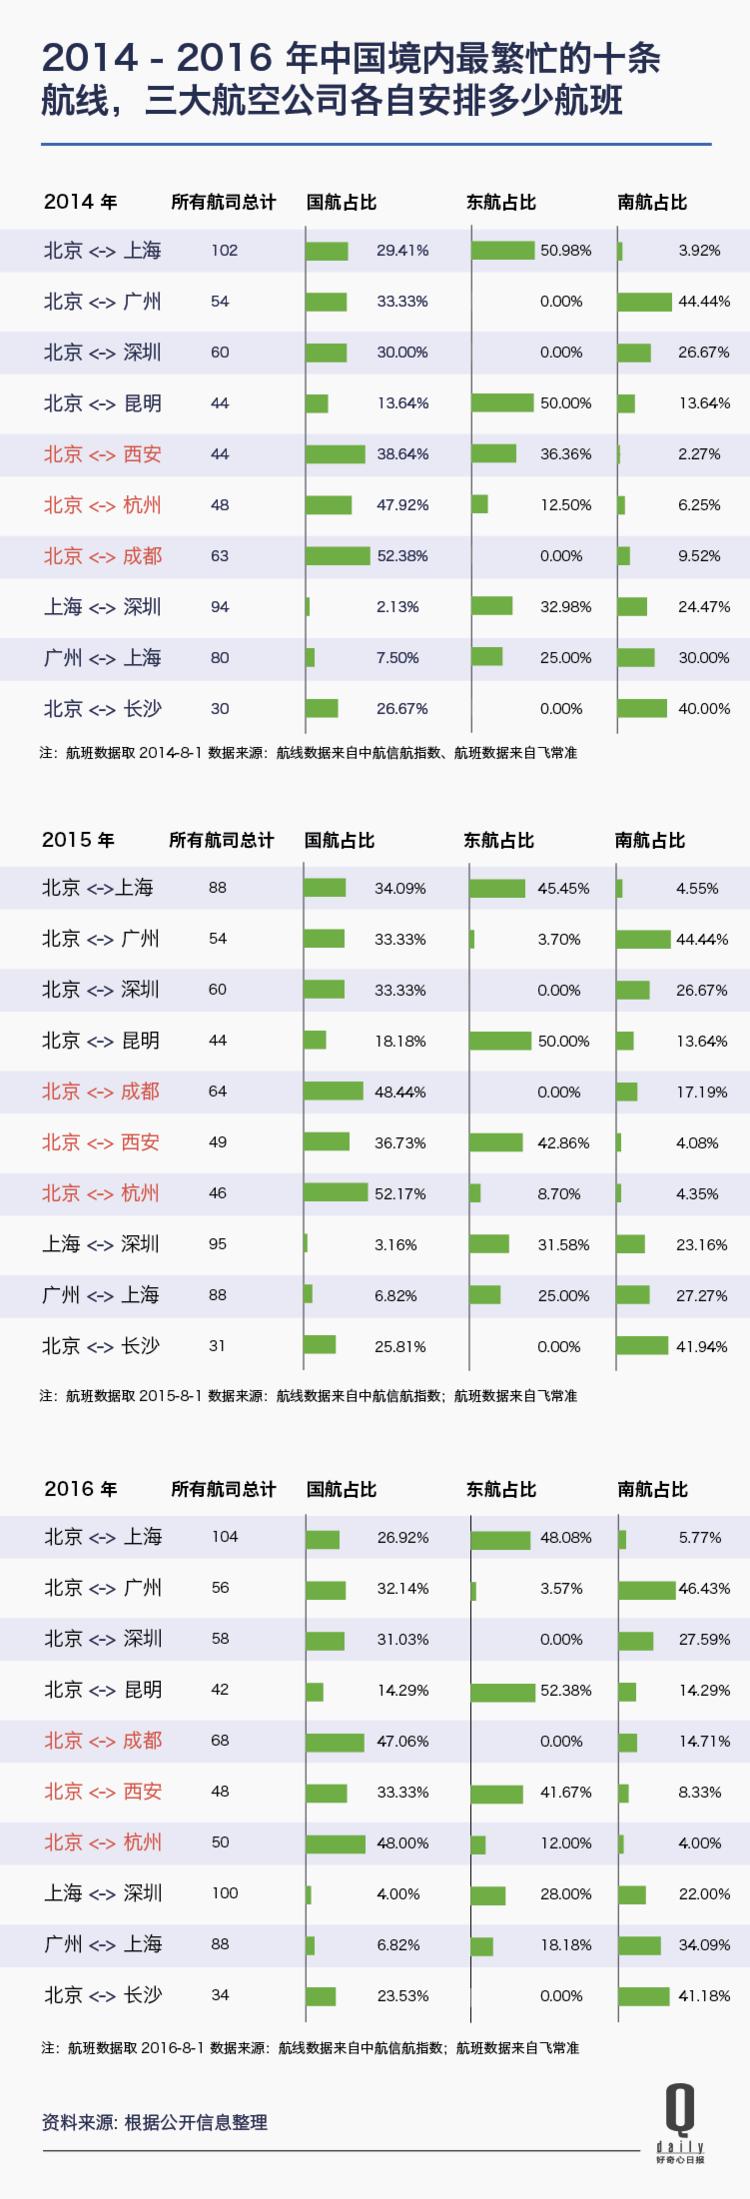 2014 - 2016 年中国境内最繁忙的十条
航线，三大航空公司各自安排多少航班
2014 年 所有航司总计 国航占比 东航占比 南航占比
北京 <-> 上海 102 29.41% 50.98% 3.92%
北京 <-> 广州 54 33.33% 0.00% 44.44%
北京 <-> 深圳 60 30.00% 0.00% 26.67%
北京 <-> 昆明 44 13.64% 50.00% 13.64%
北京 <-> 西安 44 38.64% 36.36% 2.27%
北京 <-> 杭州 48 47.92% 12.50% 6.25%
北京 <-> 成都 63 52.38% 0.00% 9.52%
上海 <-> 深圳 94 2.13% 32.98% 24.47%
广州 <-> 上海 80 7.50% 25.00% 30.00%
北京 <-> 长沙 30 26.67% 0.00% 40.00%
注：航班数据取 2014-8-1 数据来源：航线数据来自中航信航指数、航班数据来自飞常准
2015 年 所有航司总计 国航占比 东航占比 南航占比
北京 <->上海 88 34.09% 45.45% 4.55%
北京 <-> 广州 54 33.33% 3.70% 44.44%
北京 <-> 深圳 60 33.33% 0.00% 26.67%
北京 <-> 昆明 44 18.18% 50.00% 13.64%
北京 <-> 成都 64 48.44% 0.00% 17.19%
北京 <-> 西安 49 36.73% 42.86% 4.08%
北京 <-> 杭州 46 52.17% 8.70% 4.35%
上海 <-> 深圳 95 3.16% 31.58% 23.16%
广州 <-> 上海 88 6.82% 25.00% 27.27%
北京 <-> 长沙 31 25.81% 0.00% 41.94%
注：航班数据取 2015-8-1 数据来源：航线数据来自中航信航指数；航班数据来自飞常准
2016 年 所有航司总计 国航占比 东航占比 南航占比
北京 <-> 上海 104 26.92% 48.08% 5.77%
北京 <-> 广州 56 32.14% 3.57% 46.43%
北京 <-> 深圳 58 31.03% 0.00% 27.59%
北京 <-> 昆明 42 14.29% 52.38% 14.29%
北京 <-> 成都 68 47.06% 0.00% 14.71%
北京 <-> 西安 48 33.33% 41.67% 8.33%
北京 <-> 杭州 50 48.00% 12.00% 4.00%
上海 <-> 深圳 100 4.00% 28.00% 22.00%
广州 <-> 上海 88 6.82% 18.18% 34.09%
北京 <-> 长沙 34 23.53% 0.00% 41.18%
注：航班数据取 2016-8-1 数据来源：航线数据来自中航信航指数；航班数据来自飞常准
资料来源: 根据公开信息整理
Q
daily
好奇心日报